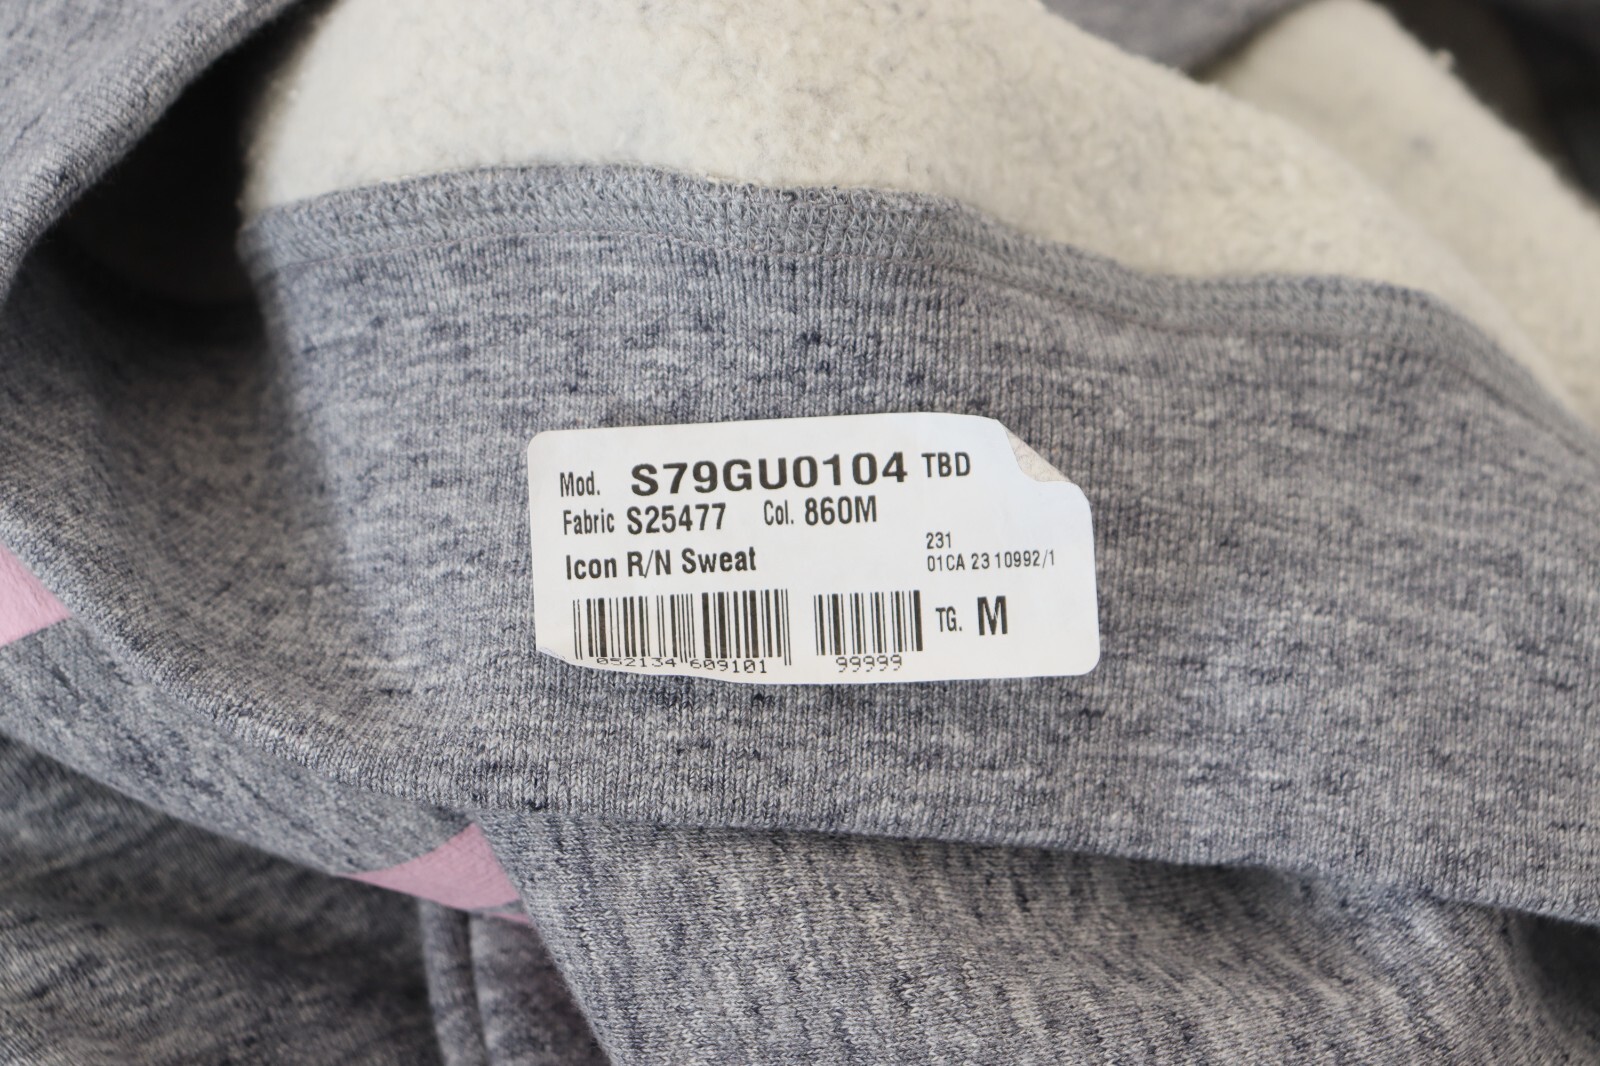 Mod. S79GU0104 TBD
Fabric S25477 Col. 860M
Icon R/N Sweat
231
01CA 23 10992/1
TG. M
052134 609101 99999